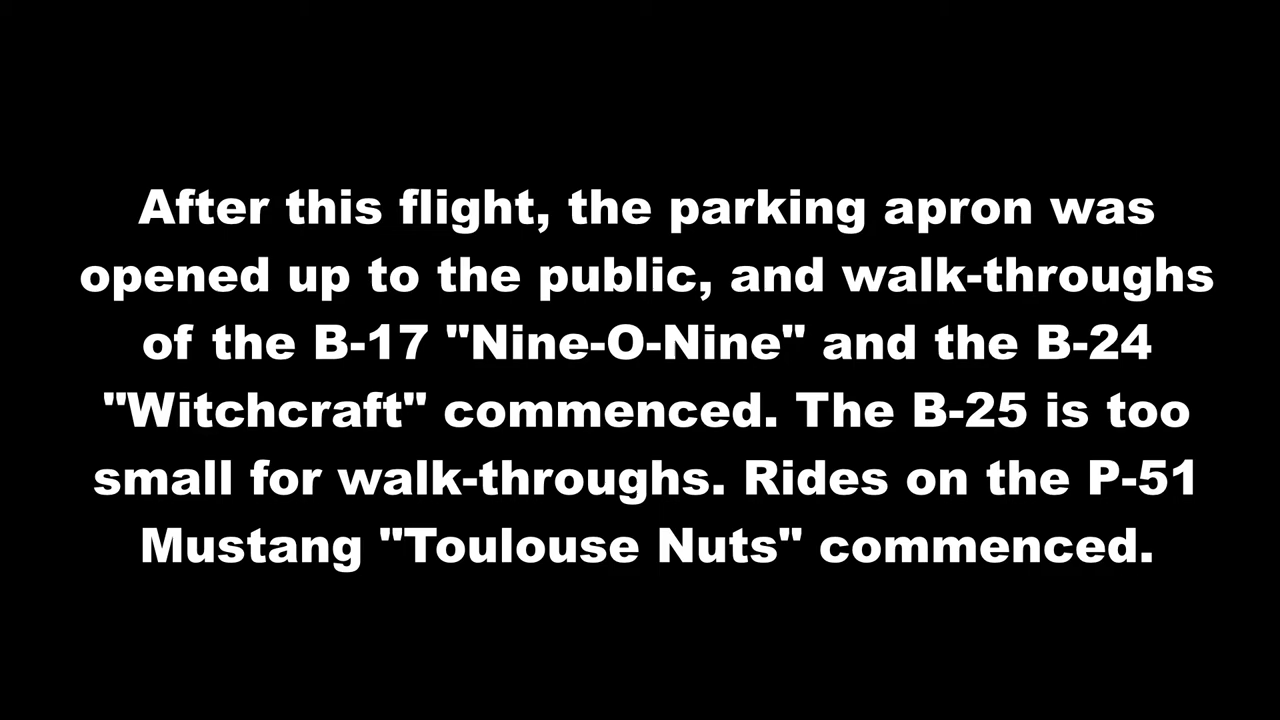 After this flight, the parking apron was
opened up to the public, and walk-throughs
of the B-17 "Nine-O-Nine" and the B-24
"Witchcraft" commenced. The B-25 is too
small for walk-throughs. Rides on the P-51
Mustang "Toulouse Nuts" commenced.